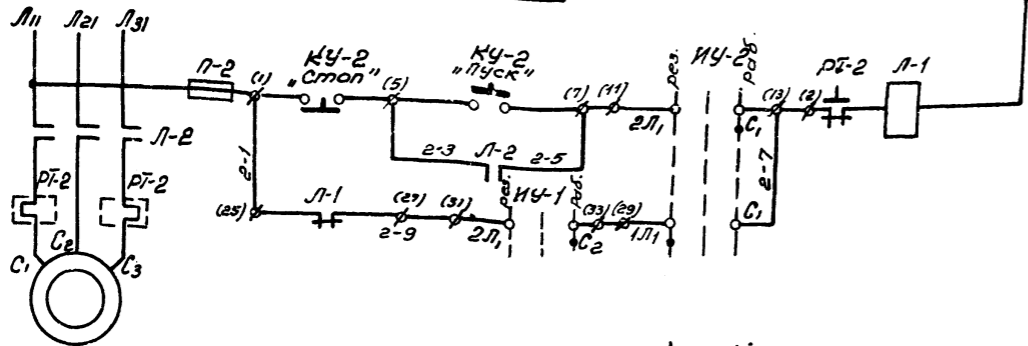 Л11 Л21 Л31
П-2
(1)
КУ-2
"Стоп"
(5)
КУ-2
"Пуск"
(7)
(11)
2Л1
рез.
ИУ-2
раб.
С1
(13)
(2)
РТ-2
Л-1
Л-2
2-1
2-3
Л-2
2-5
2-7
РТ-2
РТ-2
(25)
Л-1
(27)
2-9
(31)
2Л1
рез.
ИУ-1
раб.
С2
(33)
(29)
1Л1
С1
С1
С2
С3